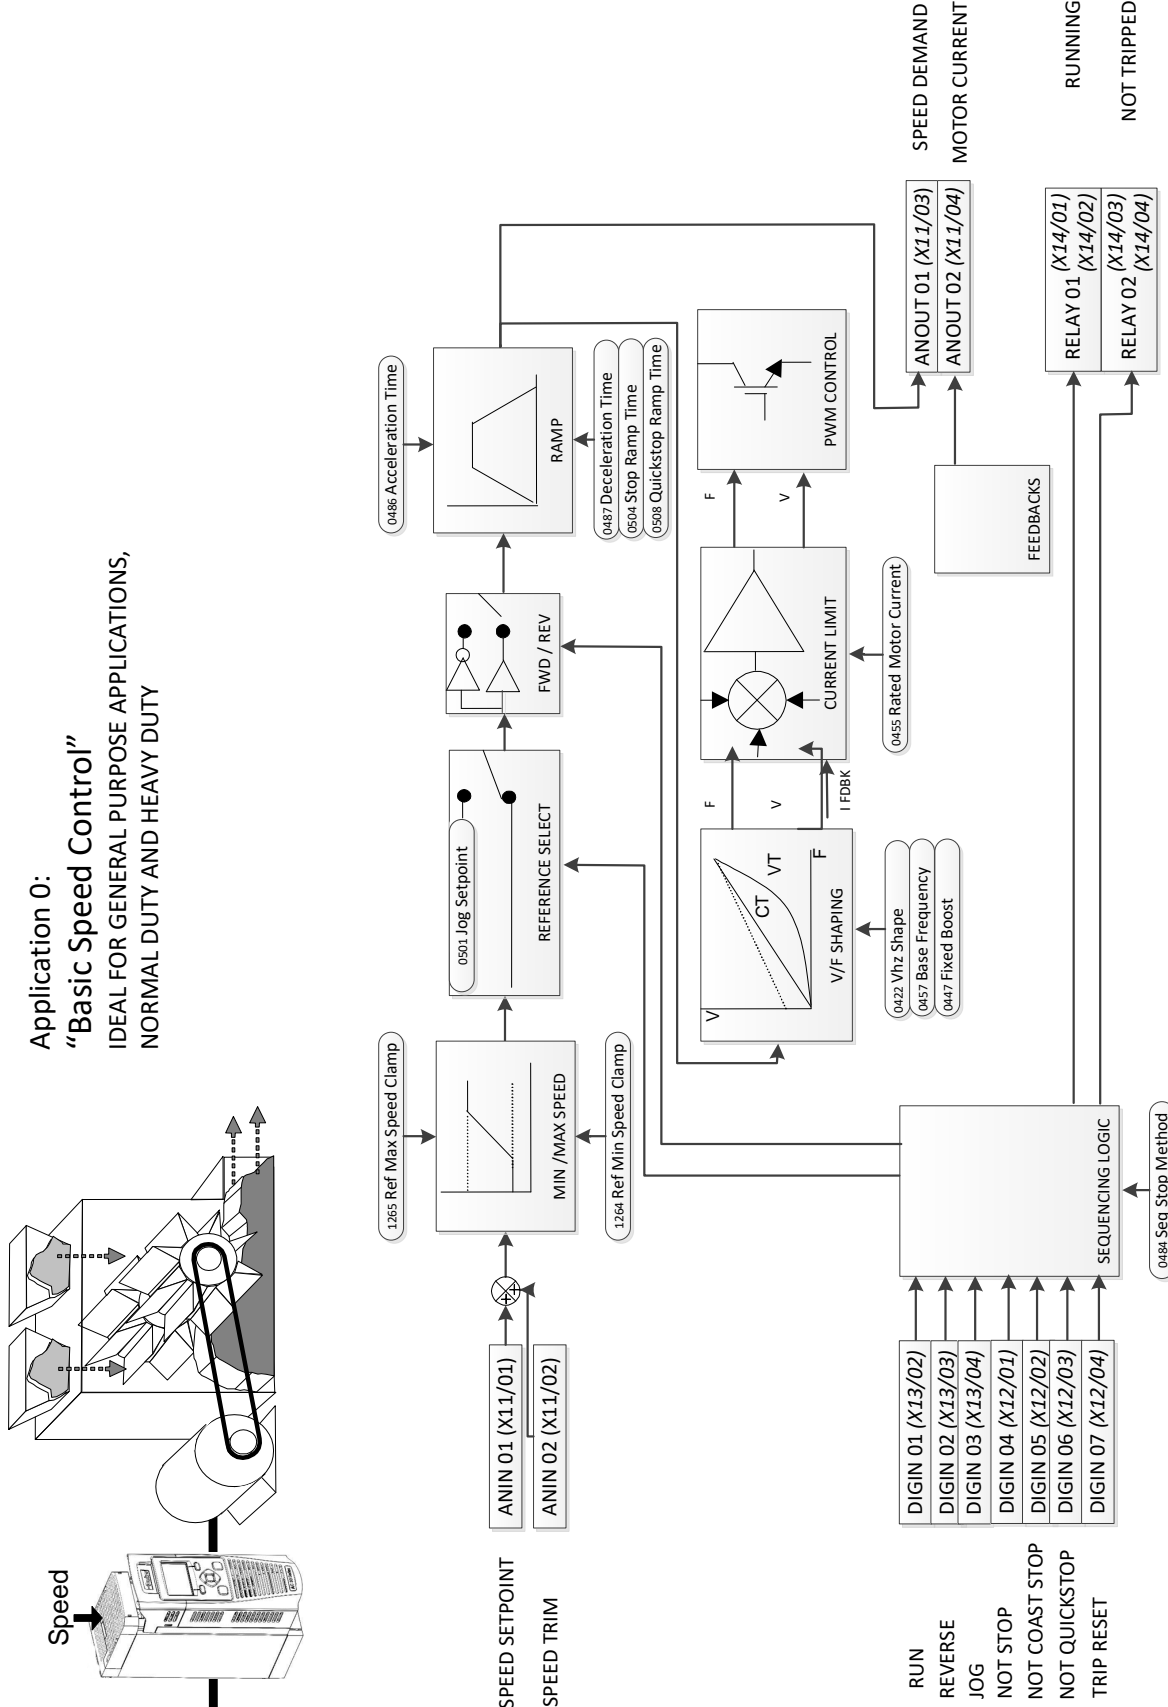 Application 0:
“Basic Speed Control”
IDEAL FOR GENERAL PURPOSE APPLICATIONS,
NORMAL DUTY AND HEAVY DUTY
Speed
SPEED SETPOINT
SPEED TRIM
ANIN 01 (X11/01)
ANIN 02 (X11/02)
+
+
1265 Ref Max Speed Clamp
MIN /MAX SPEED
1264 Ref Min Speed Clamp
0501 Jog Setpoint
REFERENCE SELECT
FWD / REV
0486 Acceleration Time
RAMP
0487 Deceleration Time
0504 Stop Ramp Time
0508 Quickstop Ramp Time
V
CT
VT
F
V/F SHAPING
0422 Vhz Shape
0457 Base Frequency
0447 Fixed Boost
F
V
I FDBK
CURRENT LIMIT
0455 Rated Motor Current
F
V
PWM CONTROL
FEEDBACKS
RUN
REVERSE
JOG
NOT STOP
NOT COAST STOP
NOT QUICKSTOP
TRIP RESET
DIGIN 01 (X13/02)
DIGIN 02 (X13/03)
DIGIN 03 (X13/04)
DIGIN 04 (X12/01)
DIGIN 05 (X12/02)
DIGIN 06 (X12/03)
DIGIN 07 (X12/04)
SEQUENCING LOGIC
0484 Seq Stop Method
ANOUT 01 (X11/03)
ANOUT 02 (X11/04)
SPEED DEMAND
MOTOR CURRENT
RELAY 01 (X14/01)
(X14/02)
RELAY 02 (X14/03)
(X14/04)
RUNNING
NOT TRIPPED